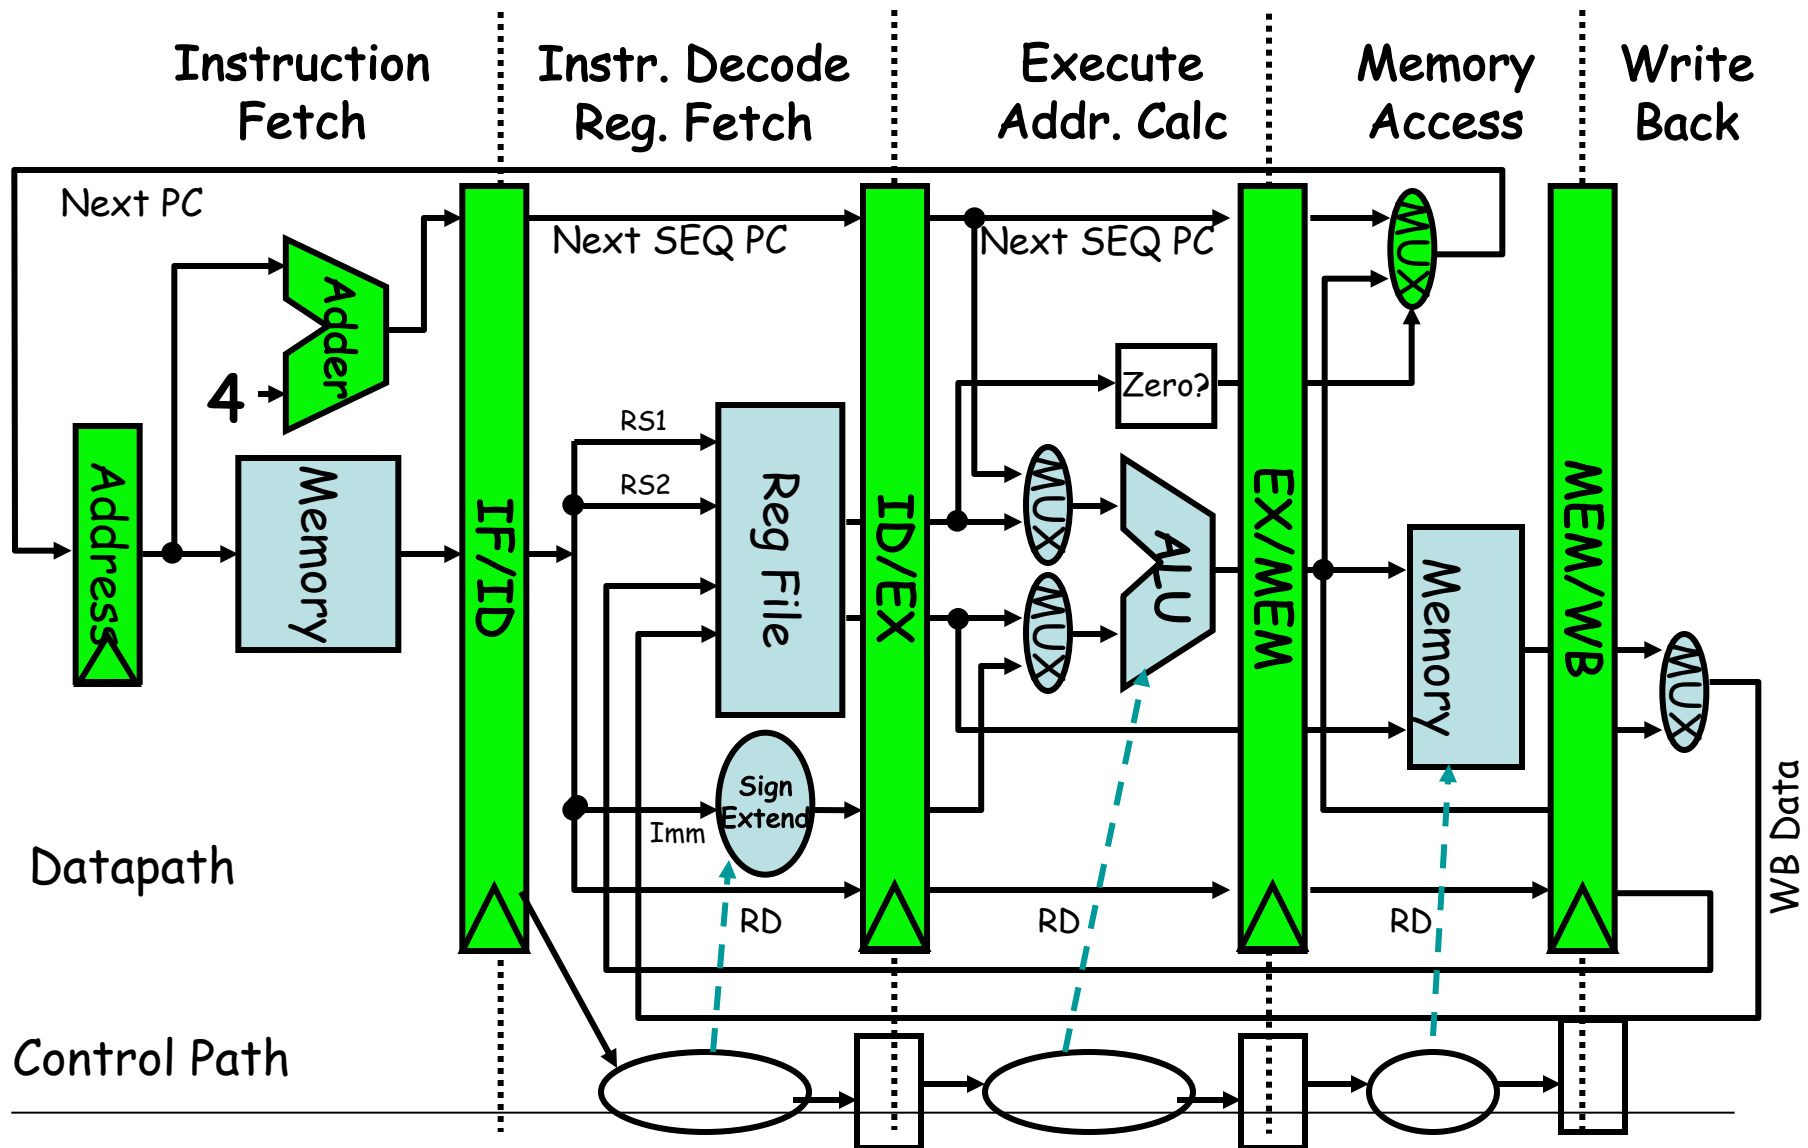 Instruction
Fetch
Instr. Decode
Reg. Fetch
Execute
Addr. Calc
Memory
Access
Write
Back
Next PC
Next SEQ PC
Next SEQ PC
MUX
Adder
4
Zero?
RS1
RS2
Address
Memory
IF/ID
Reg File
ID/EX
MUX
MUX
ALU
EX/MEM
Memory
MEM/WB
MUX
Sign
Extend
Imm
WB Data
Datapath
RD
RD
RD
Control Path